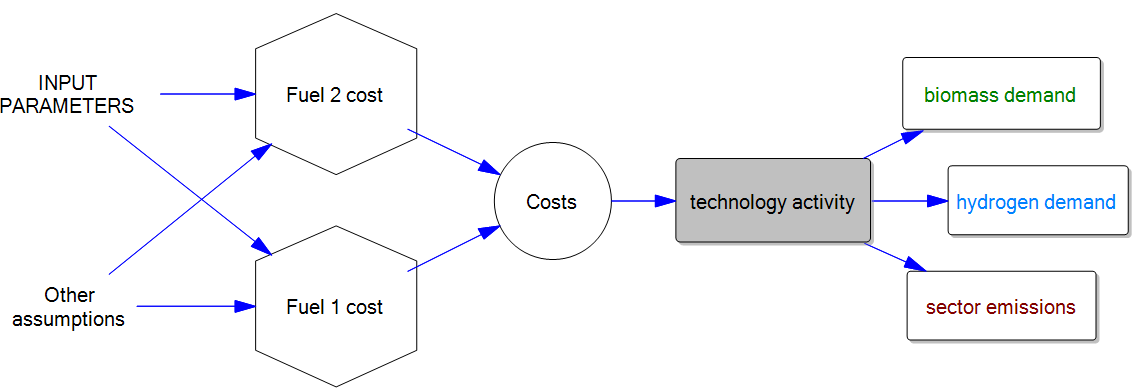 INPUT
PARAMETERS
Fuel 2 cost
Other
assumptions
Fuel 1 cost
Costs
technology activity
biomass demand
hydrogen demand
sector emissions